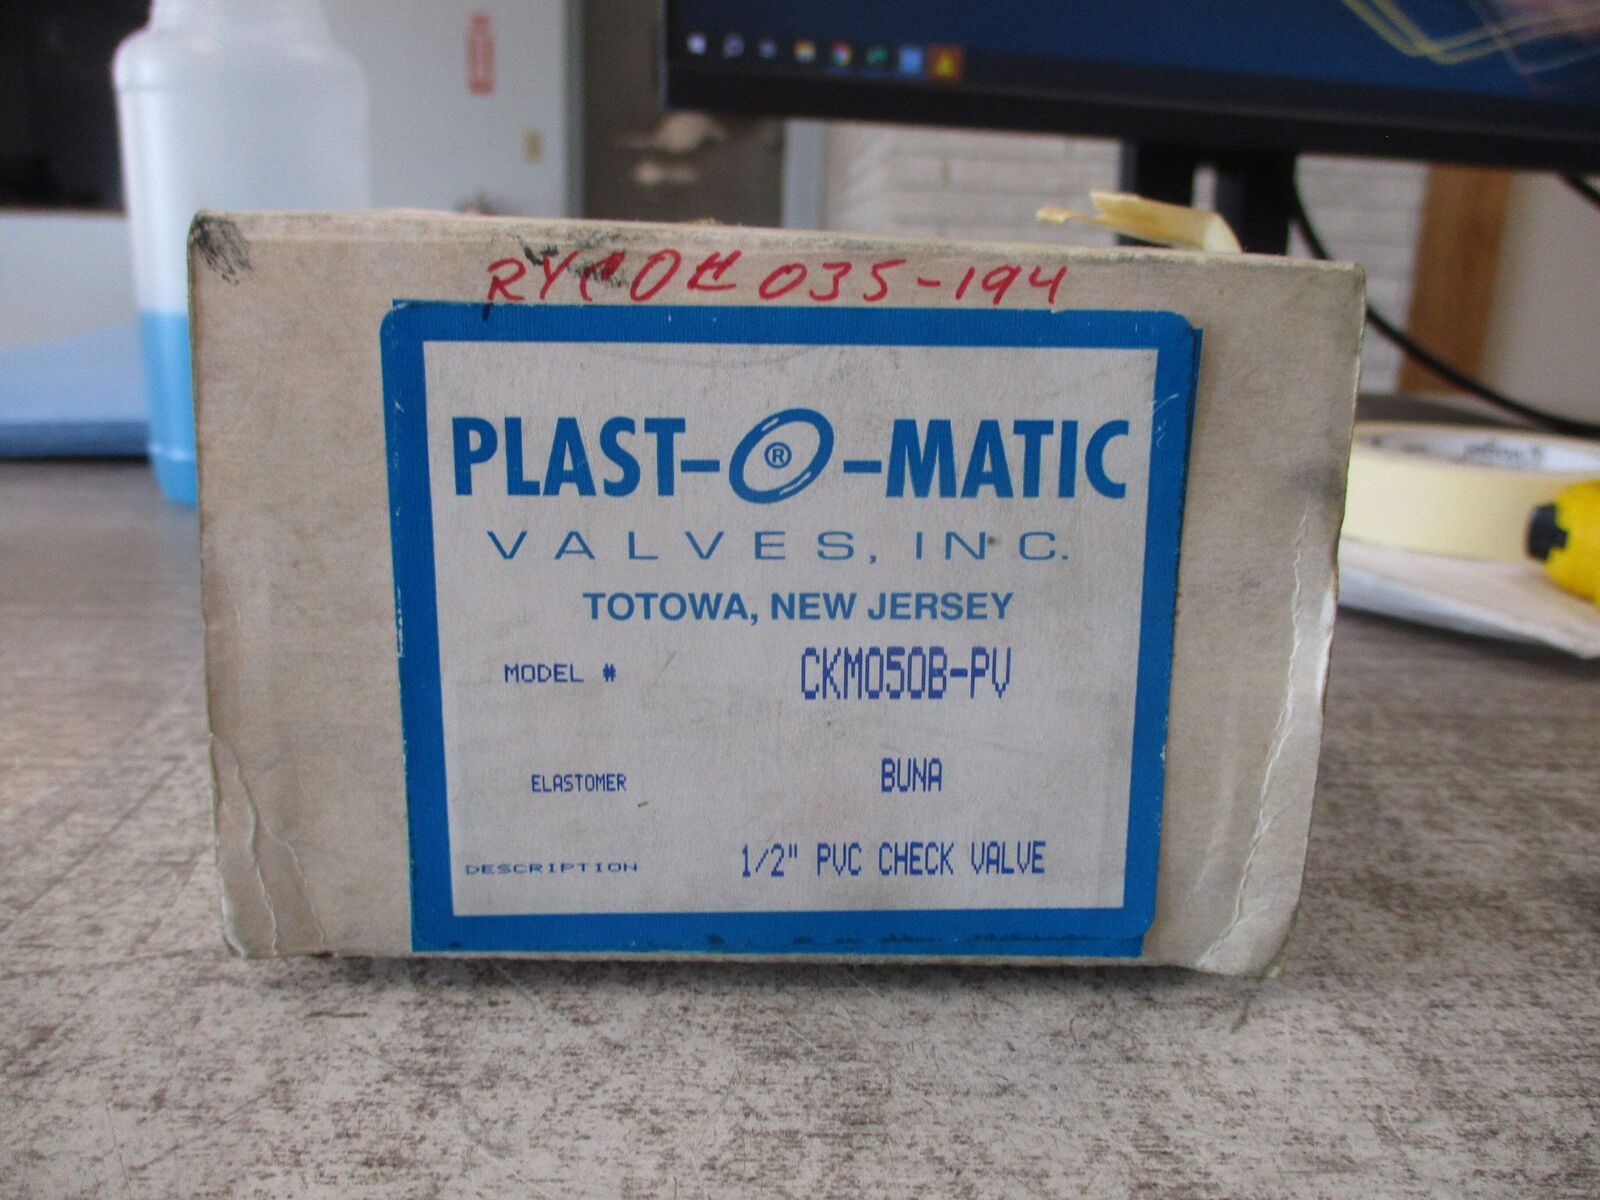 RYCO# 035-194
PLAST-O-MATIC
®
VALVES, INC.
TOTOWA, NEW JERSEY
MODEL # CKM050B-PV
ELASTOMER BUNA
DESCRIPTION 1/2" PVC CHECK VALVE